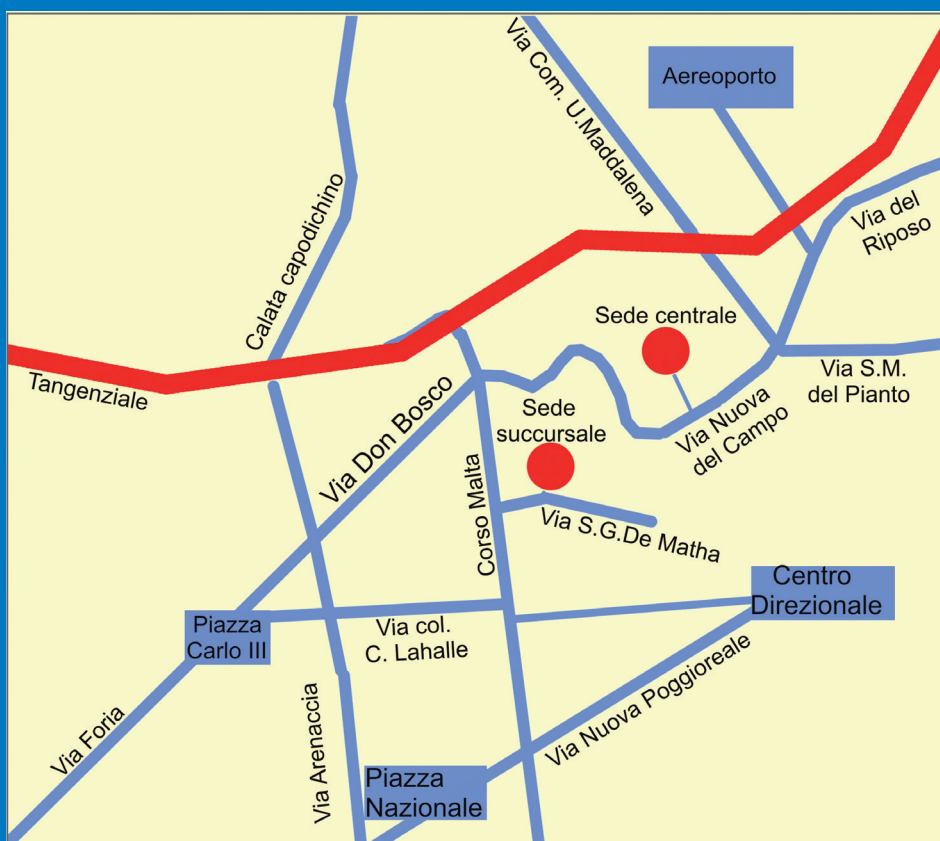 Via Com. U.Maddalena
Aereoporto
Via del
Riposo
Calata capodichino
Sede centrale
Tangenziale
Via S.M.
del Pianto
Via Nuova
del Campo
Sede
succursale
Via Don Bosco
Corso Malta
Via S.G.De Matha
Centro
Direzionale
Piazza
Carlo III
Via col.
C. Lahalle
Via Foria
Via Arenaccia
Via Nuova Poggioreale
Piazza
Nazionale